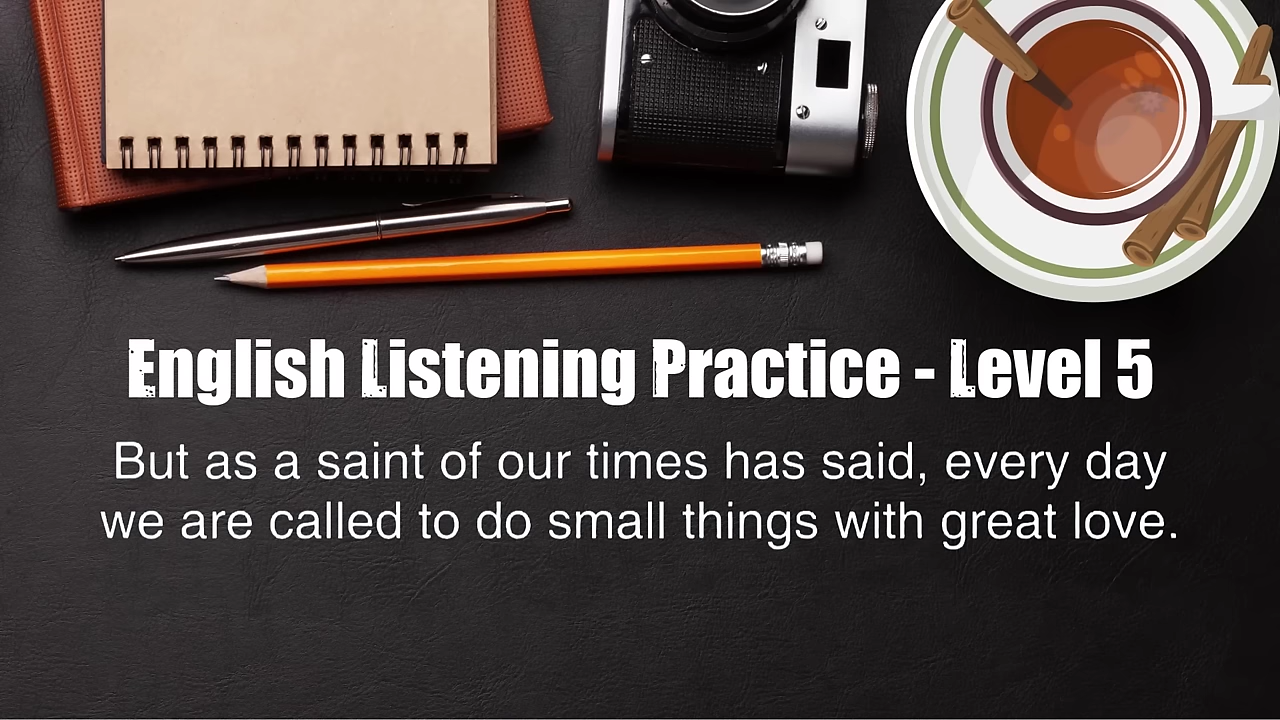 English Listening Practice - Level 5
But as a saint of our times has said, every day
we are called to do small things with great love.